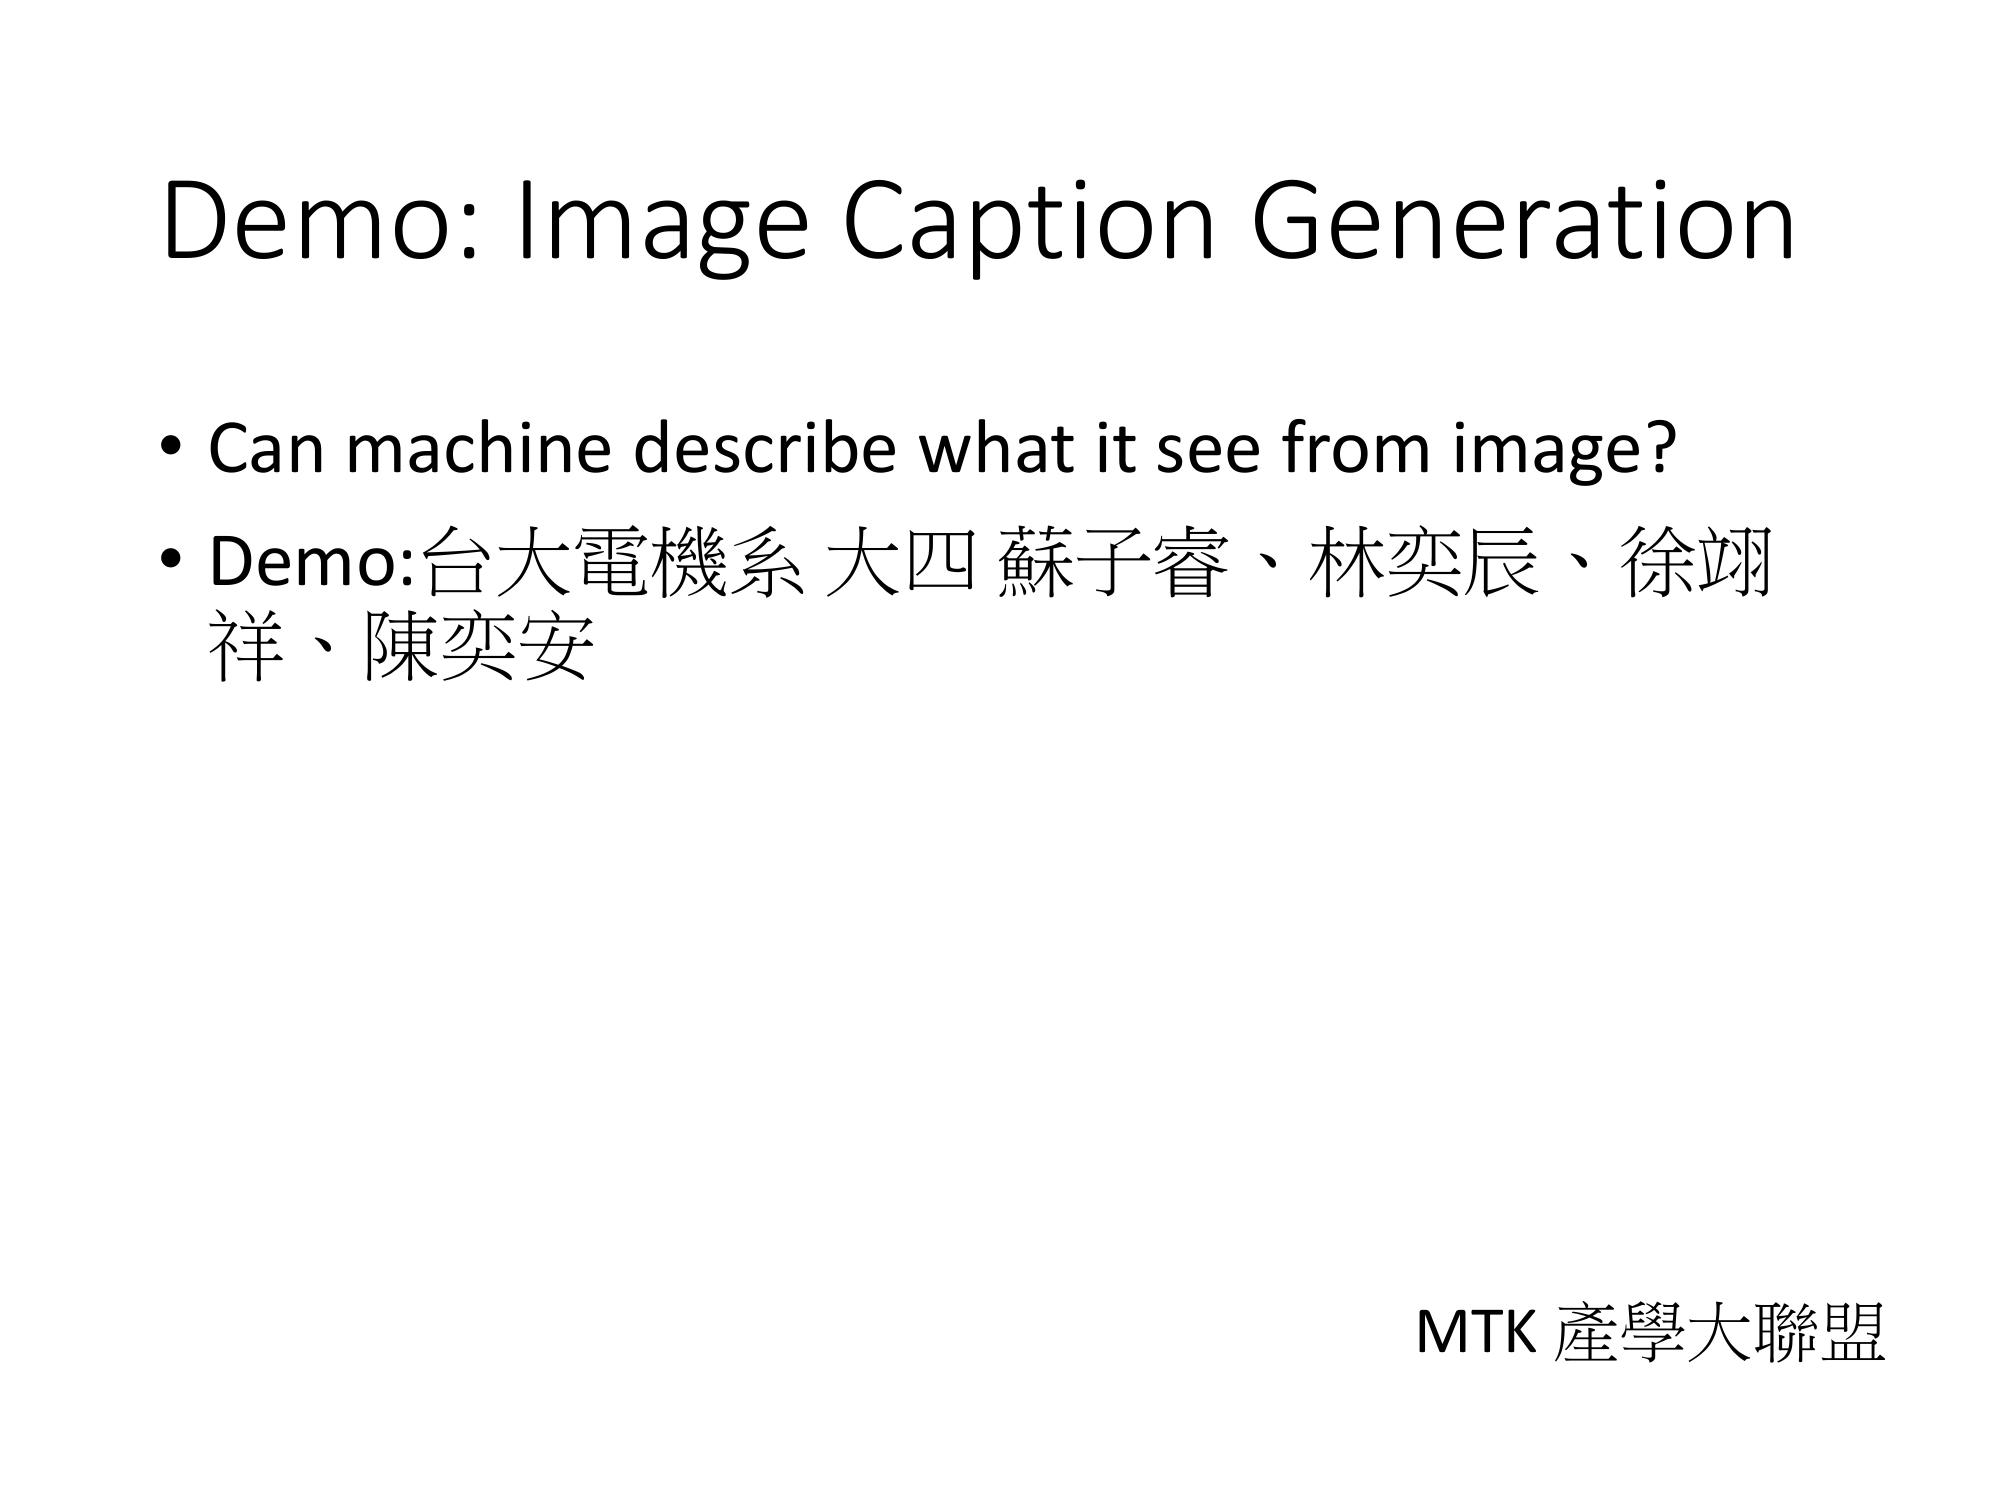 Demo: Image Caption Generation
• Can machine describe what it see from image?
• Demo:台大電機系 大四 蘇子睿、林奕辰、徐翊
祥、陳奕安
MTK 產學大聯盟